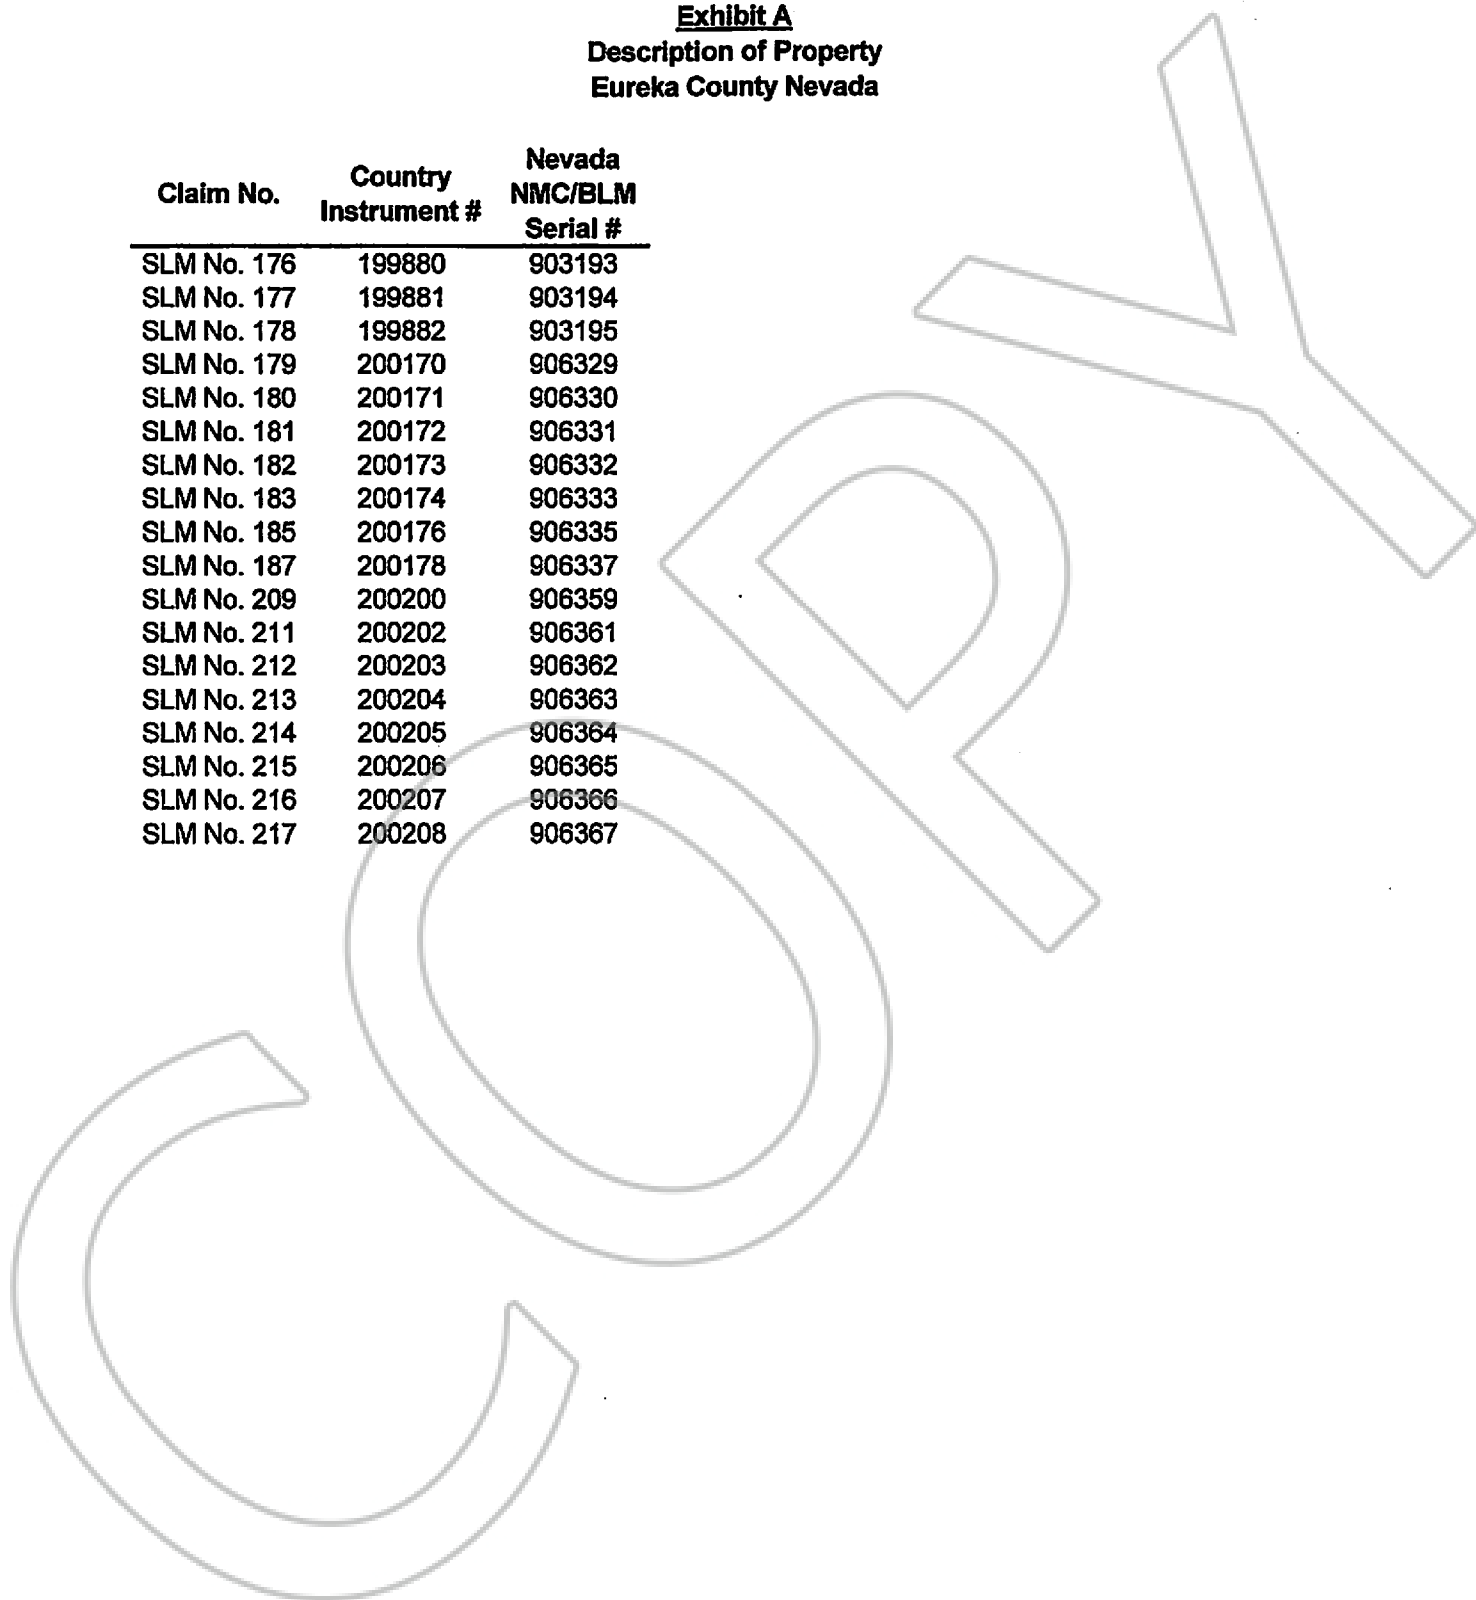 Exhibit A
Description of Property
Eureka County Nevada
Claim No. Country Instrument # Nevada NMC/BLM Serial #
SLM No. 176 199880 903193
SLM No. 177 199881 903194
SLM No. 178 199882 903195
SLM No. 179 200170 906329
SLM No. 180 200171 906330
SLM No. 181 200172 906331
SLM No. 182 200173 906332
SLM No. 183 200174 906333
SLM No. 185 200176 906335
SLM No. 187 200178 906337
SLM No. 209 200200 906359
SLM No. 211 200202 906361
SLM No. 212 200203 906362
SLM No. 213 200204 906363
SLM No. 214 200205 906364
SLM No. 215 200206 906365
SLM No. 216 200207 906366
SLM No. 217 200208 906367
COPY